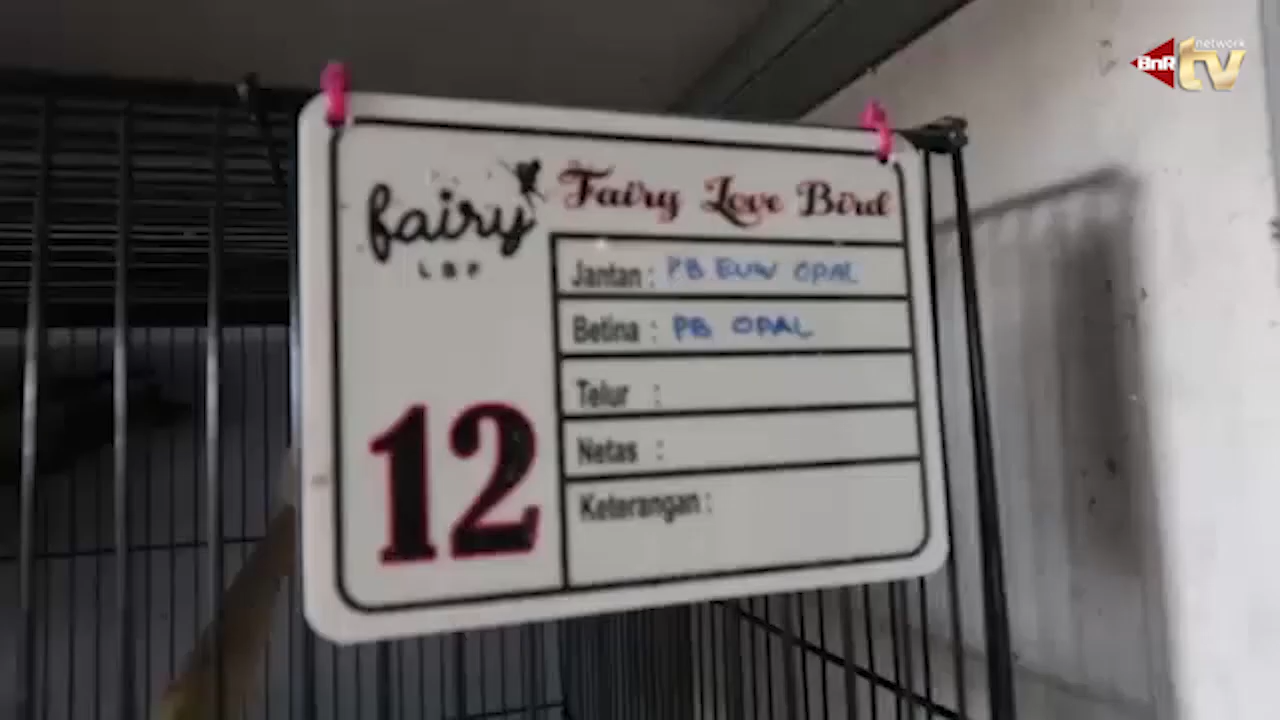 BnR tv network
fairy
LBF
Fairy Love Bird
Jantan : PB EUW OPAL
Betina : PB OPAL
Telur :
Netas :
Keterangan :
12